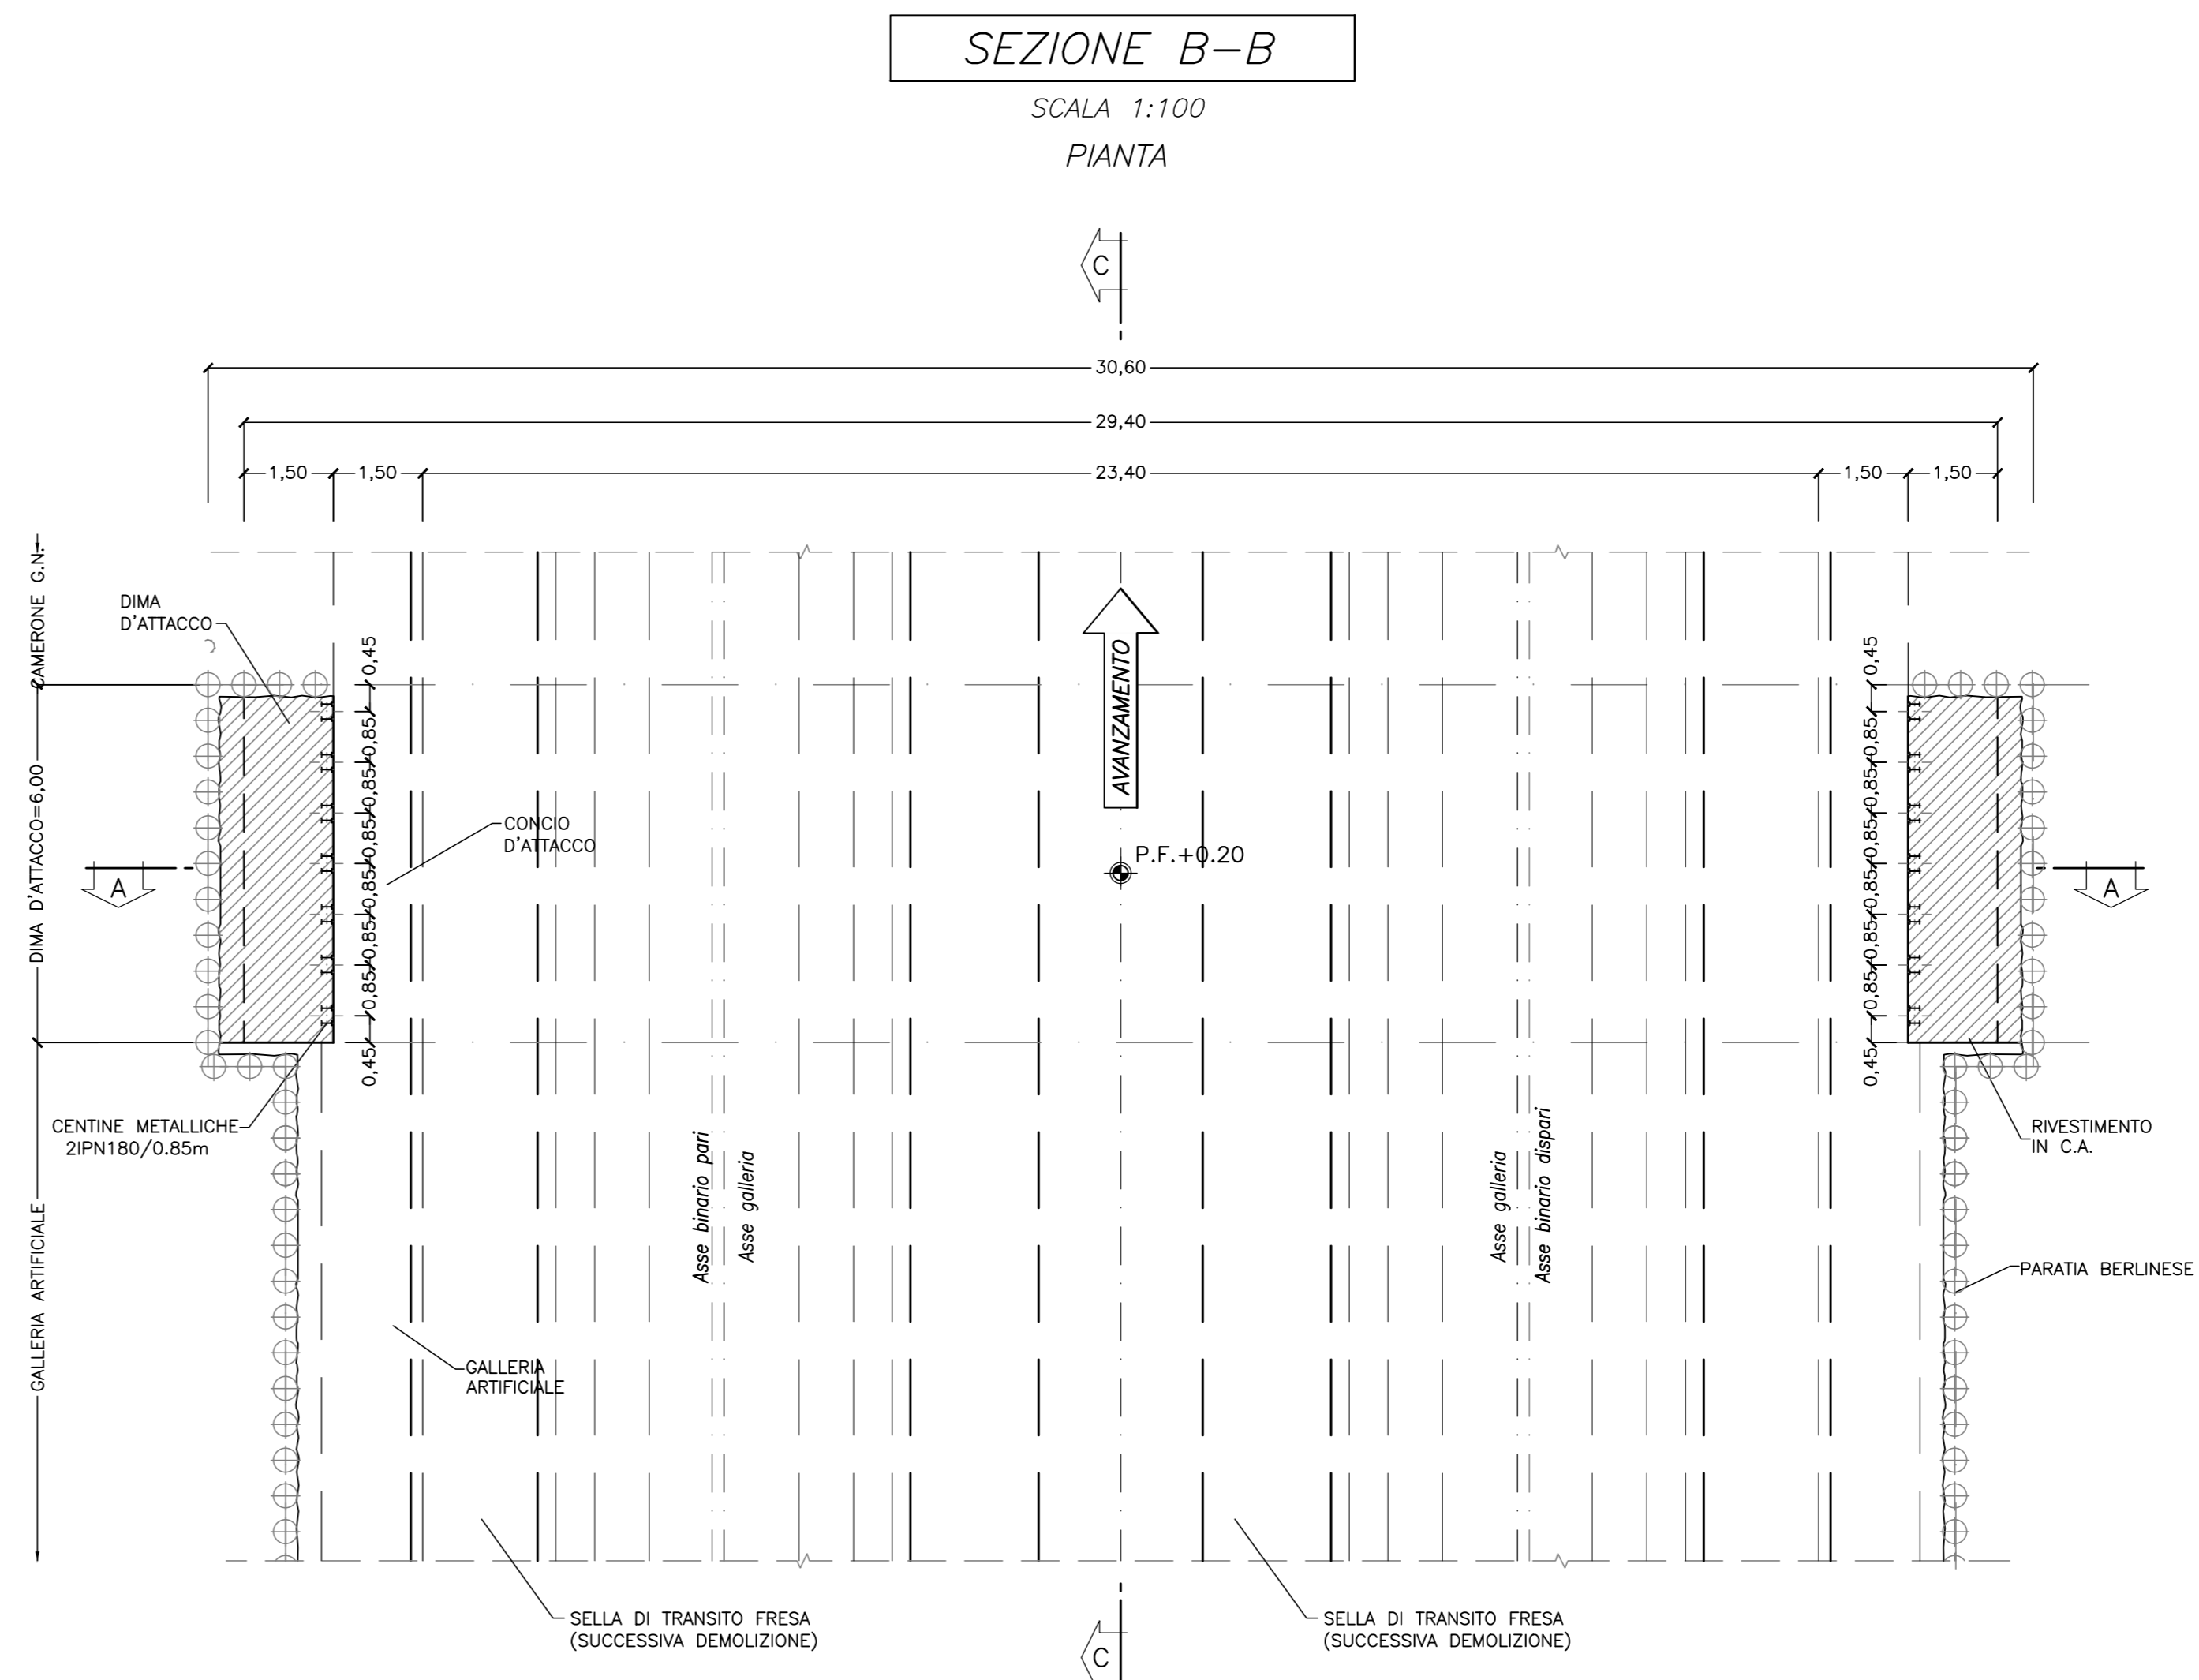 SEZIONE B-B
SCALA 1:100
PIANTA
C
30,60
29,40
1,50
1,50
23,40
1,50
1,50
CAMERONE G.N.
DIMA D'ATTACCO=6,00
GALLERIA ARTIFICIALE
DIMA
D'ATTACCO
0,45
0,85
0,85
0,85
0,85
0,85
0,85
0,45
AVANZAMENTO
CONCIO
D'ATTACCO
P.F.+0.20
A
A
0,45
0,85
0,85
0,85
0,85
0,85
0,85
0,45
CENTINE METALLICHE
2IPN180/0.85m
Asse binario pari
Asse galleria
Asse galleria
Asse binario dispari
RIVESTIMENTO
IN C.A.
PARATIA BERLINESE
GALLERIA
ARTIFICIALE
SELLA DI TRANSITO FRESA
(SUCCESSIVA DEMOLIZIONE)
SELLA DI TRANSITO FRESA
(SUCCESSIVA DEMOLIZIONE)
C